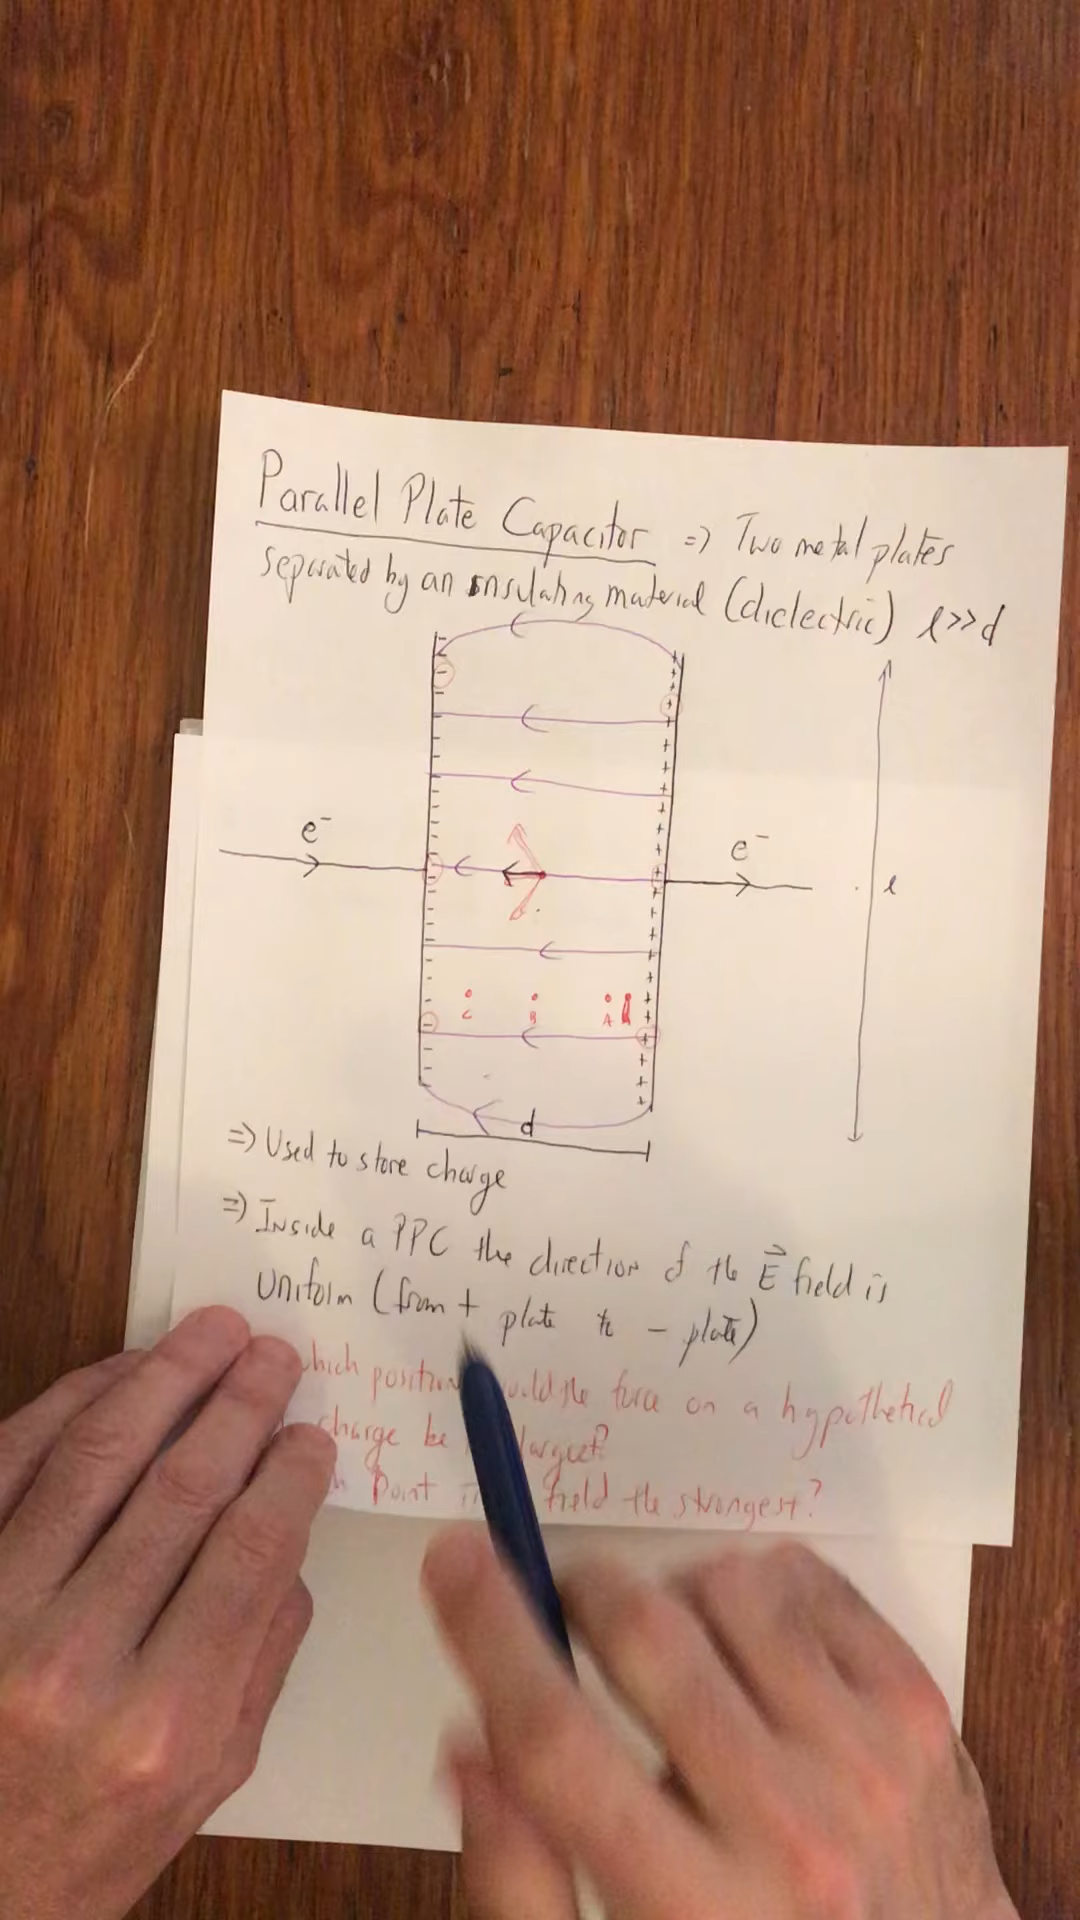 Parallel Plate Capacitor => Two metal plates
separated by an insulating material (dielectric) l>>d
e⁻
e⁻
l
C B A
d
=> Used to store charge
=> Inside a PPC the direction of the E⃗ field is
uniform (from + plate to - plate)
position would the force on a hypothetical
charge be largest?
Point field the strongest?